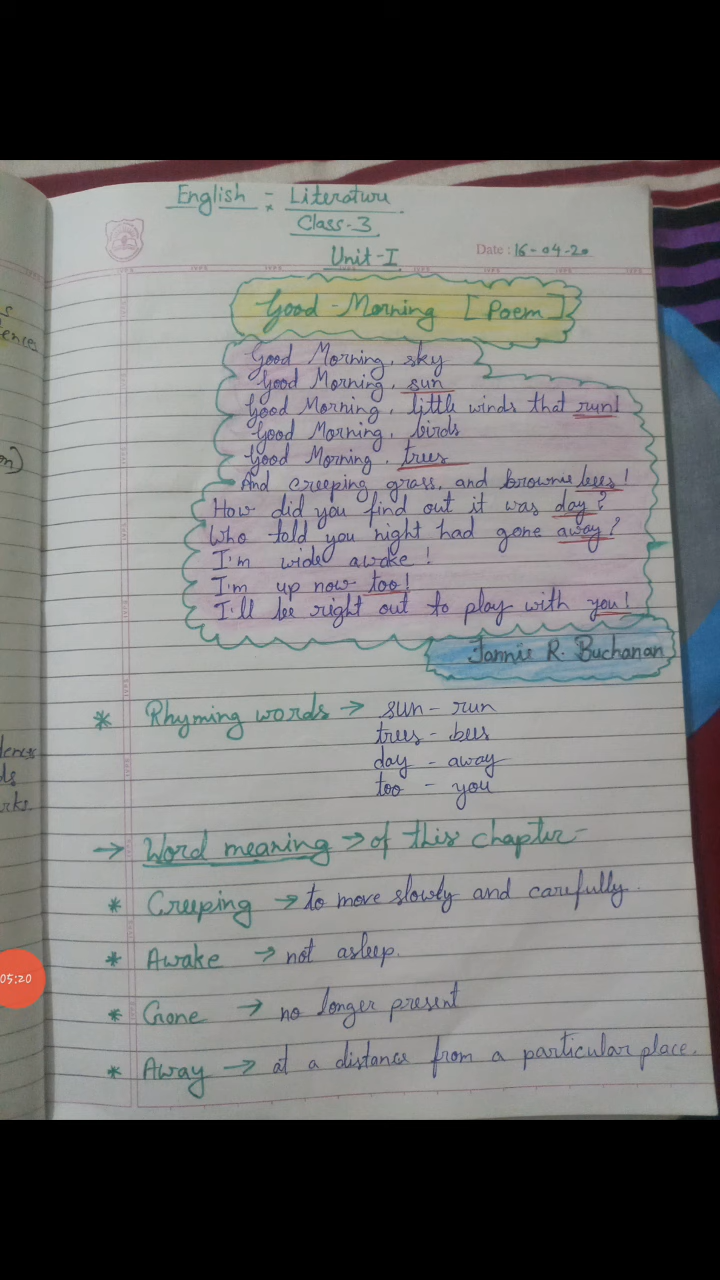 English - Literature
Class-3
Unit-I
Date : 16-04-20
Good-Morning [Poem]
Good Morning, sky
Good Morning, sun
Good Morning, little winds that run!
Good Morning, birds
Good Morning, trees
And creeping grass, and brownie bees!
How did you find out it was day?
Who told you night had gone away?
I'm wide awake!
I'm up now too!
I'll be right out to play with you!
Jannie R. Buchanan
* Rhyming words → sun - run
trees - bees
day - away
too - you
→ Word meaning → of this chapter-
* Creeping → to move slowly and carefully.
* Awake → not asleep.
* Gone → no longer present
* Away → at a distance from a particular place.
05:20